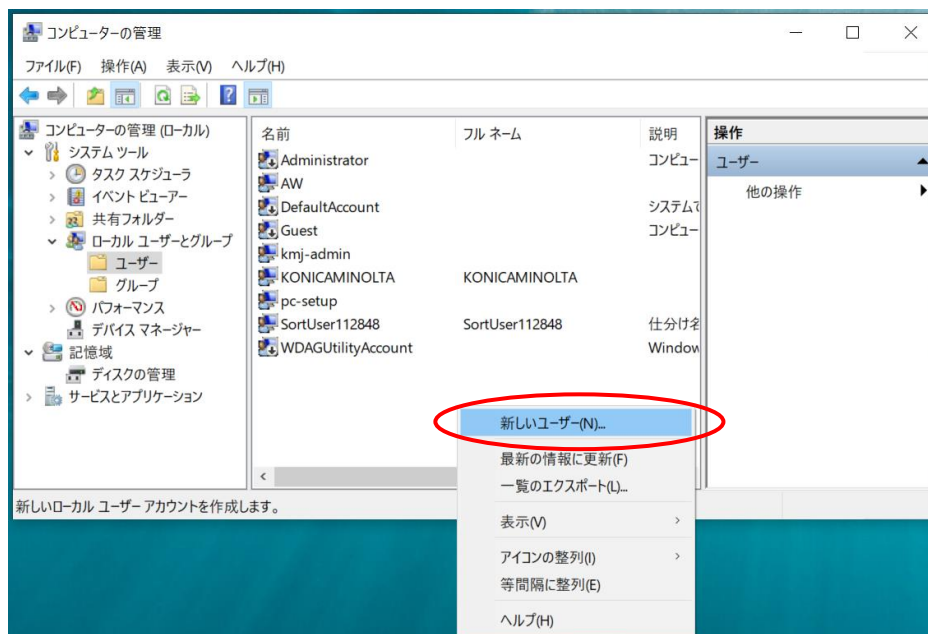 コンピューターの管理
ファイル(F) 操作(A) 表示(V) ヘルプ(H)
コンピューターの管理 (ローカル)
システム ツール
タスク スケジューラ
イベント ビューアー
共有フォルダー
ローカル ユーザーとグループ
ユーザー
グループ
パフォーマンス
デバイス マネージャー
記憶域
ディスクの管理
サービスとアプリケーション
名前 フル ネーム 説明
Administrator コンピュー
AW
DefaultAccount システムで
Guest コンピュー
kmj-admin
KONICAMINOLTA KONICAMINOLTA
pc-setup
SortUser112848 SortUser112848 仕分け名
WDAGUtilityAccount Window
操作
ユーザー
他の操作
新しいユーザー(N)...
最新の情報に更新(F)
一覧のエクスポート(L)...
表示(V)
アイコンの整列(I)
等間隔に整列(E)
ヘルプ(H)
新しいローカル ユーザー アカウントを作成します。